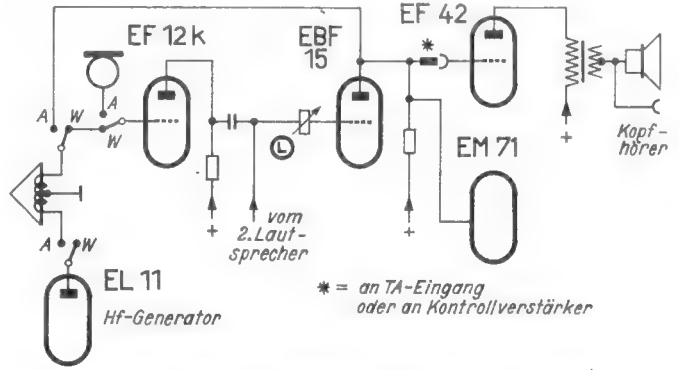 EF 12k
EBF
15
EF 42
*
A
W
A
W
L
+
vom
2.Laut-
sprecher
+
EM 71
+
Kopf-
hörer
A
W
EL 11
Hf-Generator
* = an TA-Eingang
oder an Kontrollverstärker